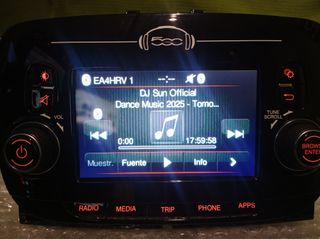 500
EA4HRV 1
--:--
DJ Sun Official
Dance Music 2025 - Torno...
0:00
17:59:58
VOL
TUNE
SCROLL
BROWSE
ENTER
Muestr.
Fuente
Info
RADIO
MEDIA
TRIP
PHONE
APPS